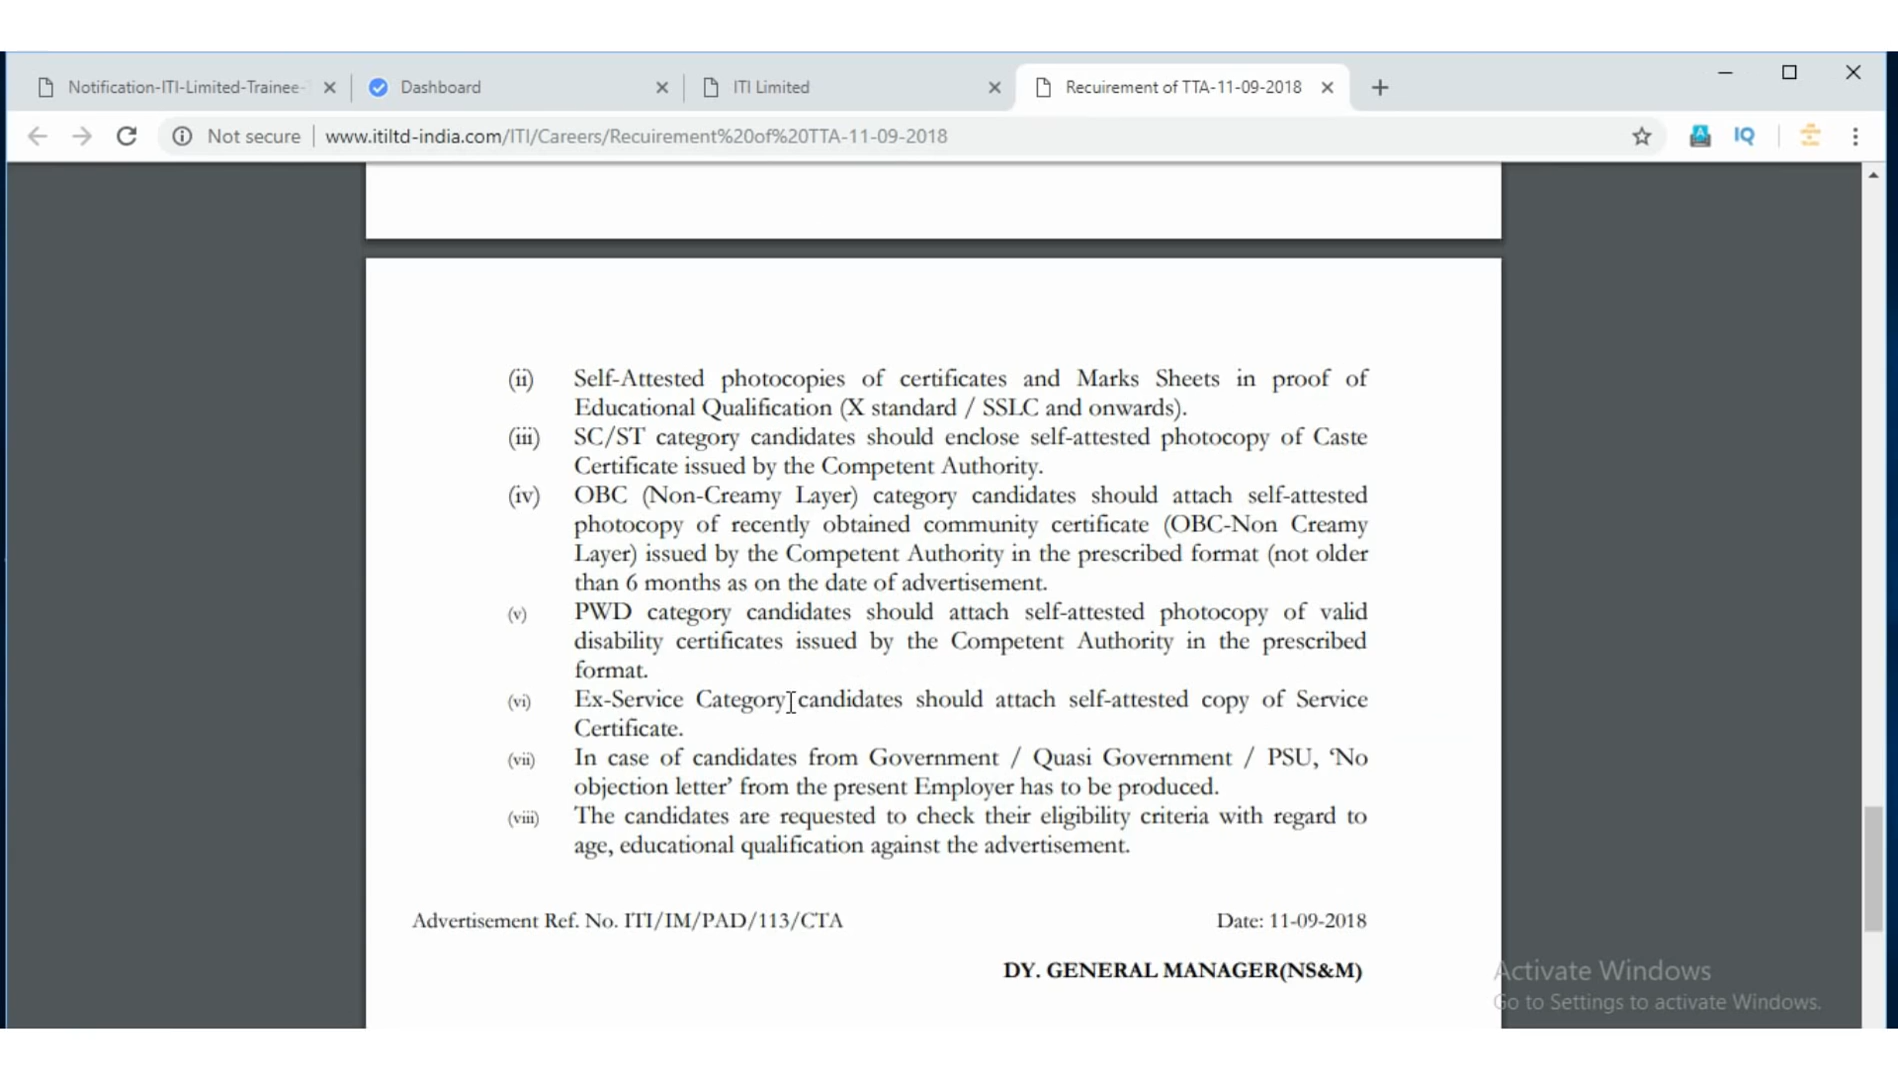 Notification-ITI-Limited-Trainee-
Dashboard
ITI Limited
Recuirement of TTA-11-09-2018
Not secure
www.itiltd-india.com/ITI/Careers/Recuirement%20of%20TTA-11-09-2018
IQ
(ii) Self-Attested photocopies of certificates and Marks Sheets in proof of
Educational Qualification (X standard / SSLC and onwards).
(iii) SC/ST category candidates should enclose self-attested photocopy of Caste
Certificate issued by the Competent Authority.
(iv) OBC (Non-Creamy Layer) category candidates should attach self-attested
photocopy of recently obtained community certificate (OBC-Non Creamy
Layer) issued by the Competent Authority in the prescribed format (not older
than 6 months as on the date of advertisement.
(v) PWD category candidates should attach self-attested photocopy of valid
disability certificates issued by the Competent Authority in the prescribed
format.
(vi) Ex-Service Category candidates should attach self-attested copy of Service
Certificate.
(vii) In case of candidates from Government / Quasi Government / PSU, ‘No
objection letter’ from the present Employer has to be produced.
(viii) The candidates are requested to check their eligibility criteria with regard to
age, educational qualification against the advertisement.
Advertisement Ref. No. ITI/IM/PAD/113/CTA Date: 11-09-2018
DY. GENERAL MANAGER(NS&M)
Activate Windows
Go to Settings to activate Windows.